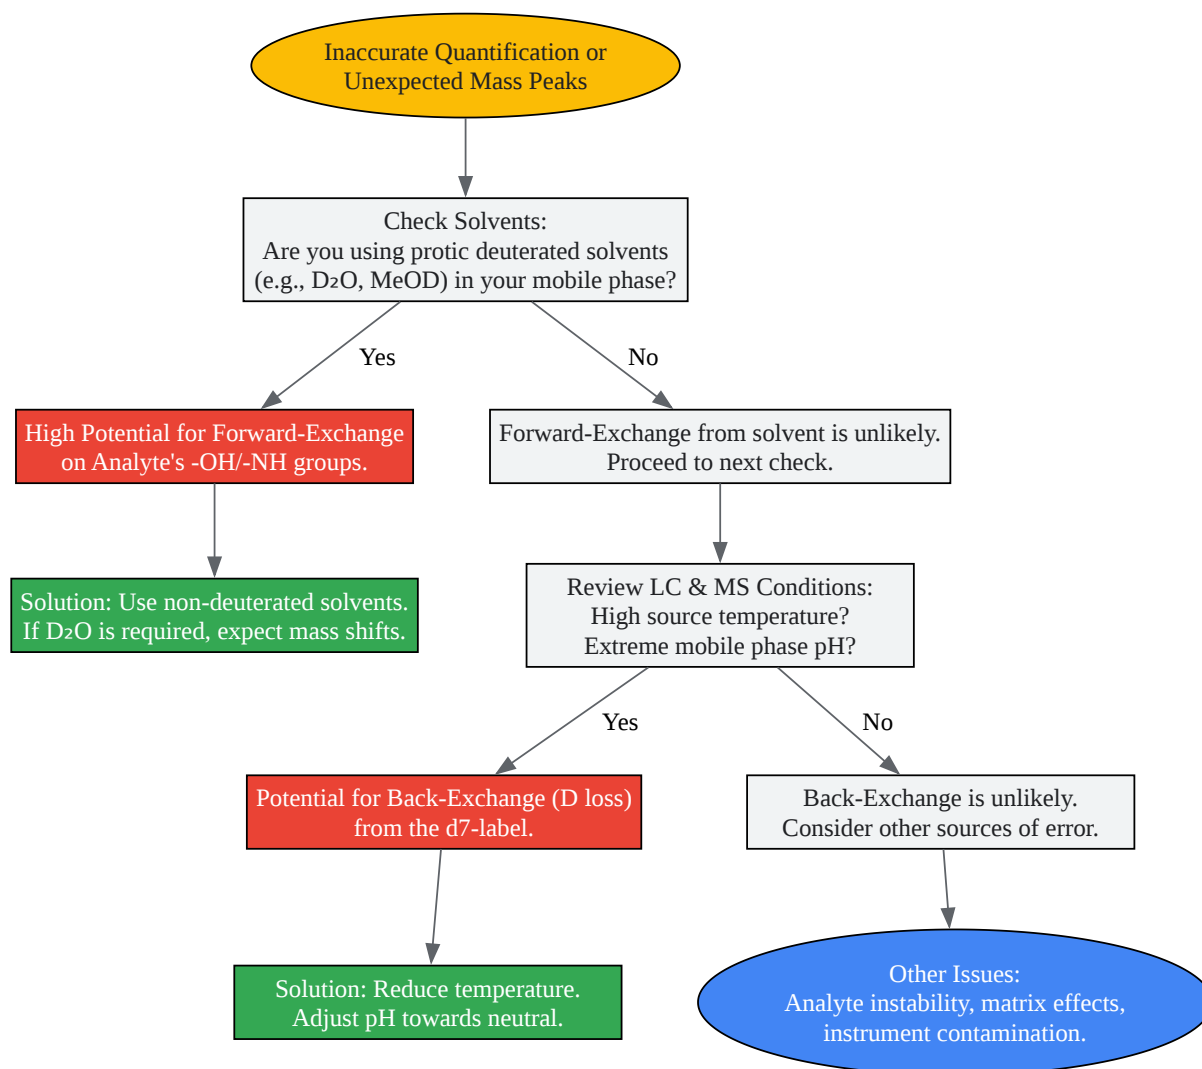 Inaccurate Quantification or
Unexpected Mass Peaks
Check Solvents:
Are you using protic deuterated solvents
(e.g., D₂O, MeOD) in your mobile phase?
Yes
No
High Potential for Forward-Exchange
on Analyte's -OH/-NH groups.
Forward-Exchange from solvent is unlikely.
Proceed to next check.
Solution: Use non-deuterated solvents.
If D₂O is required, expect mass shifts.
Review LC & MS Conditions:
High source temperature?
Extreme mobile phase pH?
Yes
No
Potential for Back-Exchange (D loss)
from the d7-label.
Back-Exchange is unlikely.
Consider other sources of error.
Solution: Reduce temperature.
Adjust pH towards neutral.
Other Issues:
Analyte instability, matrix effects,
instrument contamination.